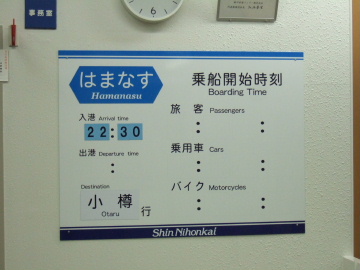 事務室
はまなす
Hamanasu
入港 Arrival time
22:30
出港 Departure time
:
Destination
小樽
Otaru
行
乗船開始時刻
Boarding Time
旅客 Passengers
: :
乗用車 Cars
: :
バイク Motorcycles
: :
Shin Nihonkai